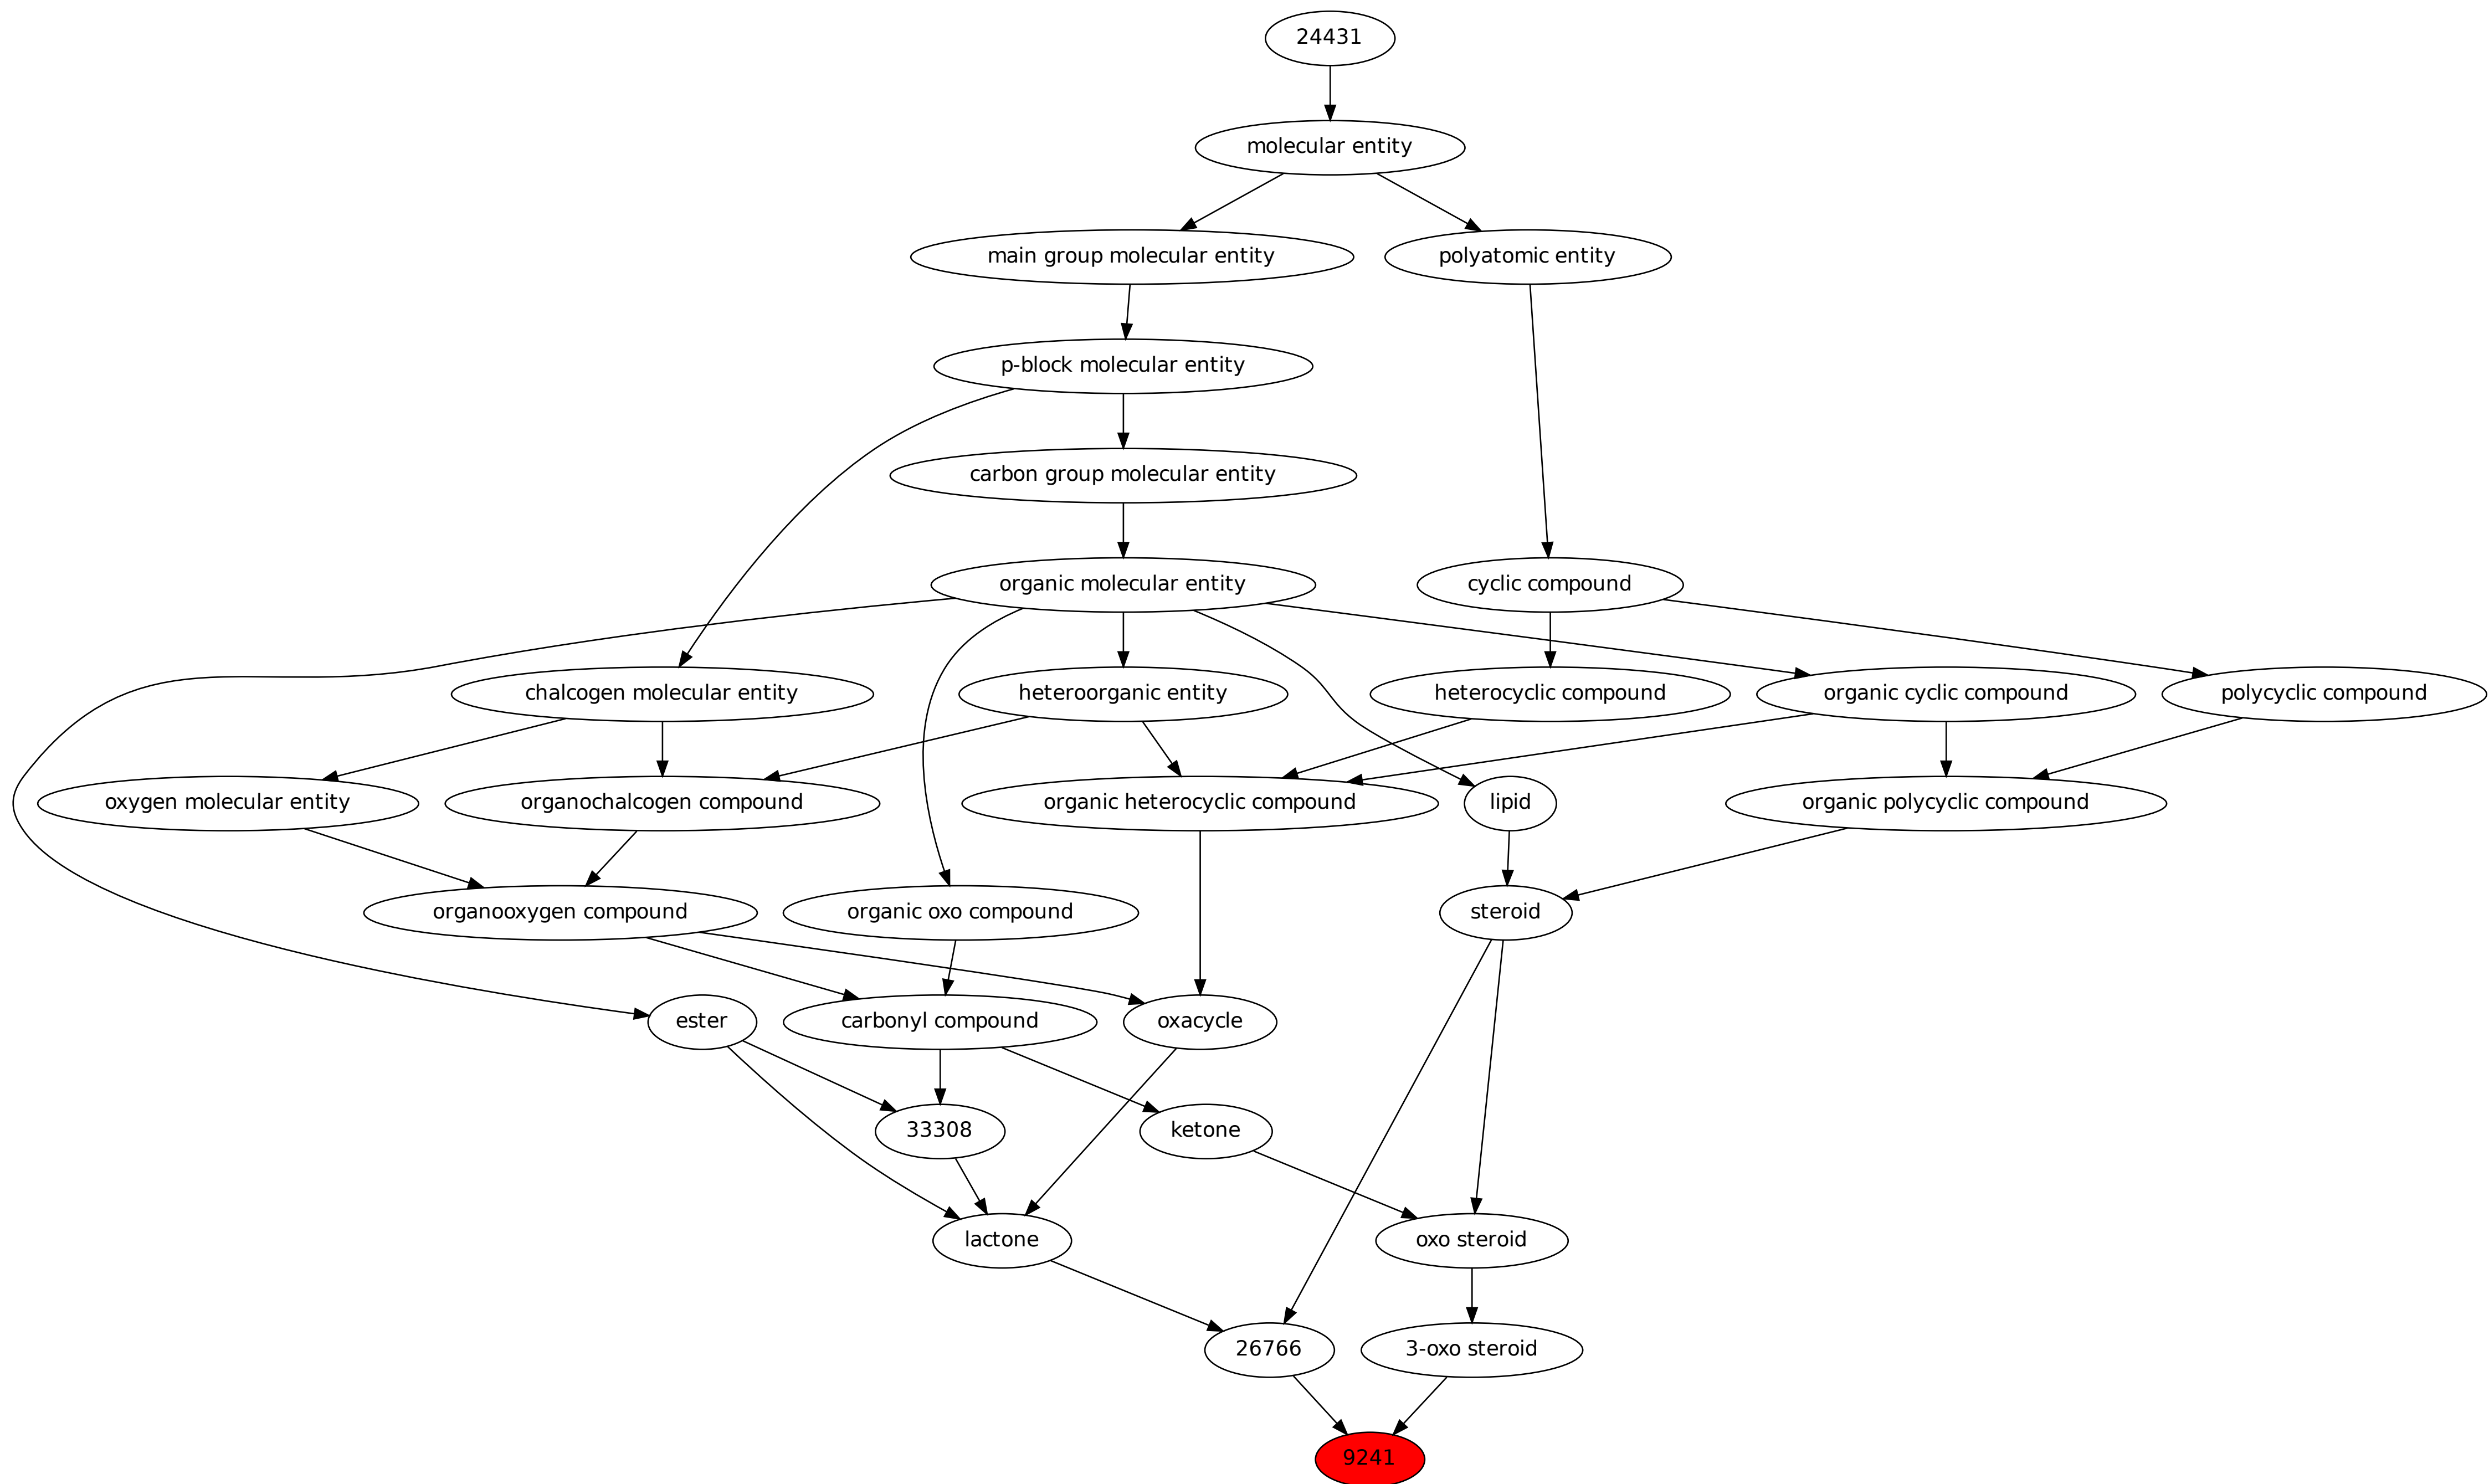 24431
molecular entity
main group molecular entity
polyatomic entity
p-block molecular entity
carbon group molecular entity
organic molecular entity
cyclic compound
chalcogen molecular entity
heteroorganic entity
heterocyclic compound
organic cyclic compound
polycyclic compound
oxygen molecular entity
organochalcogen compound
organic heterocyclic compound
lipid
organic polycyclic compound
organooxygen compound
organic oxo compound
steroid
ester
carbonyl compound
oxacycle
33308
ketone
lactone
oxo steroid
26766
3-oxo steroid
9241